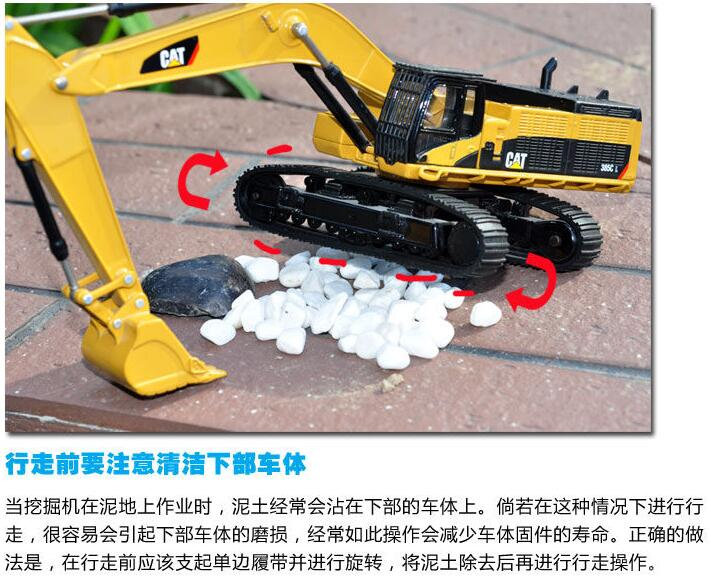 CAT
CAT
385C L
行走前要注意清洁下部车体
当挖掘机在泥地上作业时，泥土经常会沾在下部的车体上。倘若在这种情况下进行行
走，很容易会引起下部车体的磨损，经常如此操作会减少车体固件的寿命。正确的做
法是，在行走前应该支起单边履带并进行旋转，将泥土除去后再进行行走操作。